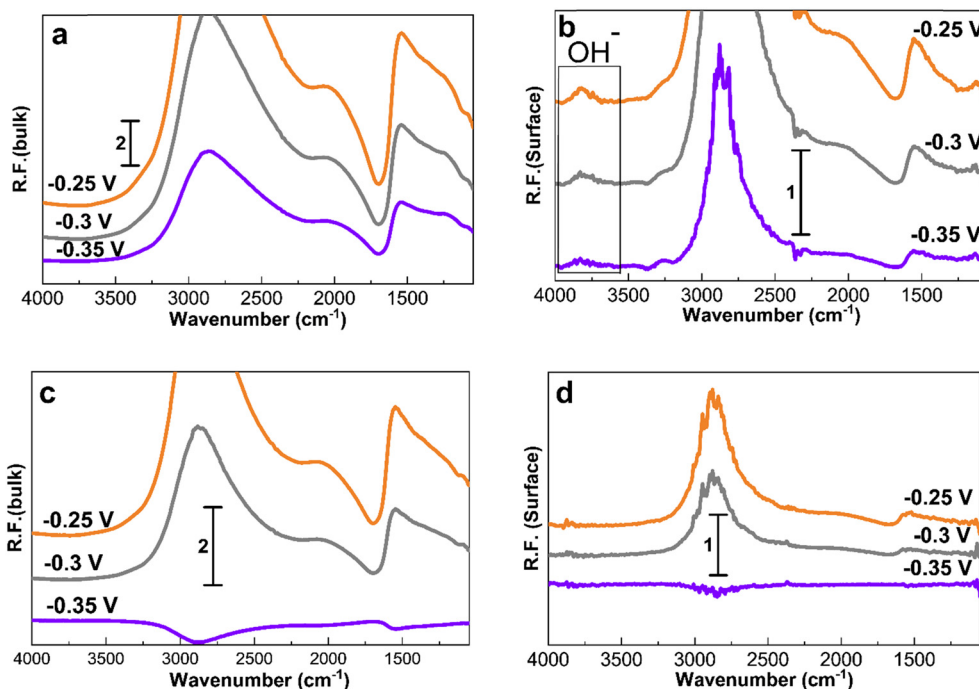 a
R.F.(bulk)
2
-0.25 V
-0.3 V
-0.35 V
4000 3500 3000 2500 2000 1500
Wavenumber (cm⁻¹)
b
R.F.(Surface)
OH⁻
-0.25 V
-0.3 V
1
-0.35 V
4000 3500 3000 2500 2000 1500
Wavenumber (cm⁻¹)
c
R.F.(bulk)
-0.25 V
2
-0.3 V
-0.35 V
4000 3500 3000 2500 2000 1500
Wavenumber (cm⁻¹)
d
R.F. (Surface)
-0.25 V
-0.3 V
1
-0.35 V
4000 3500 3000 2500 2000 1500
Wavenumber (cm⁻¹)